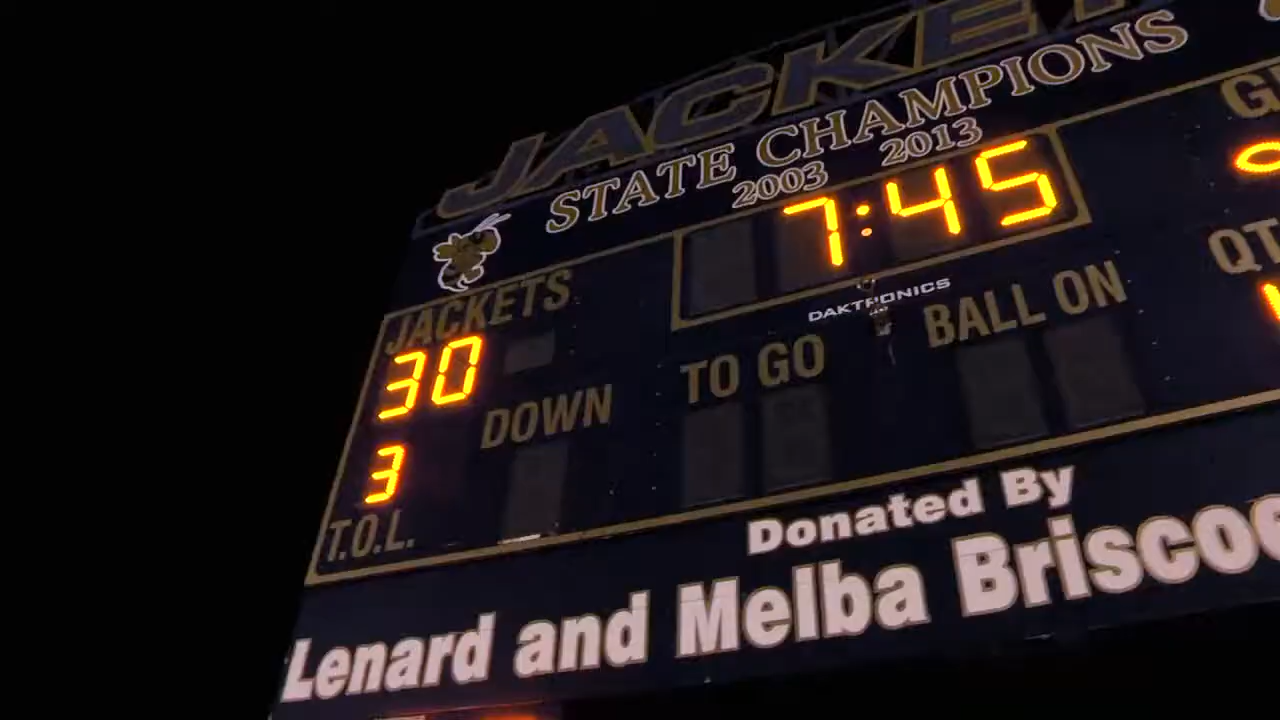 JACKET
STATE CHAMPIONS
2003 2013
7:45
JACKETS
30
DAKTRONICS
DOWN
TO GO
BALL ON
3
T.O.L.
Donated By
Lenard and Melba Briscoe